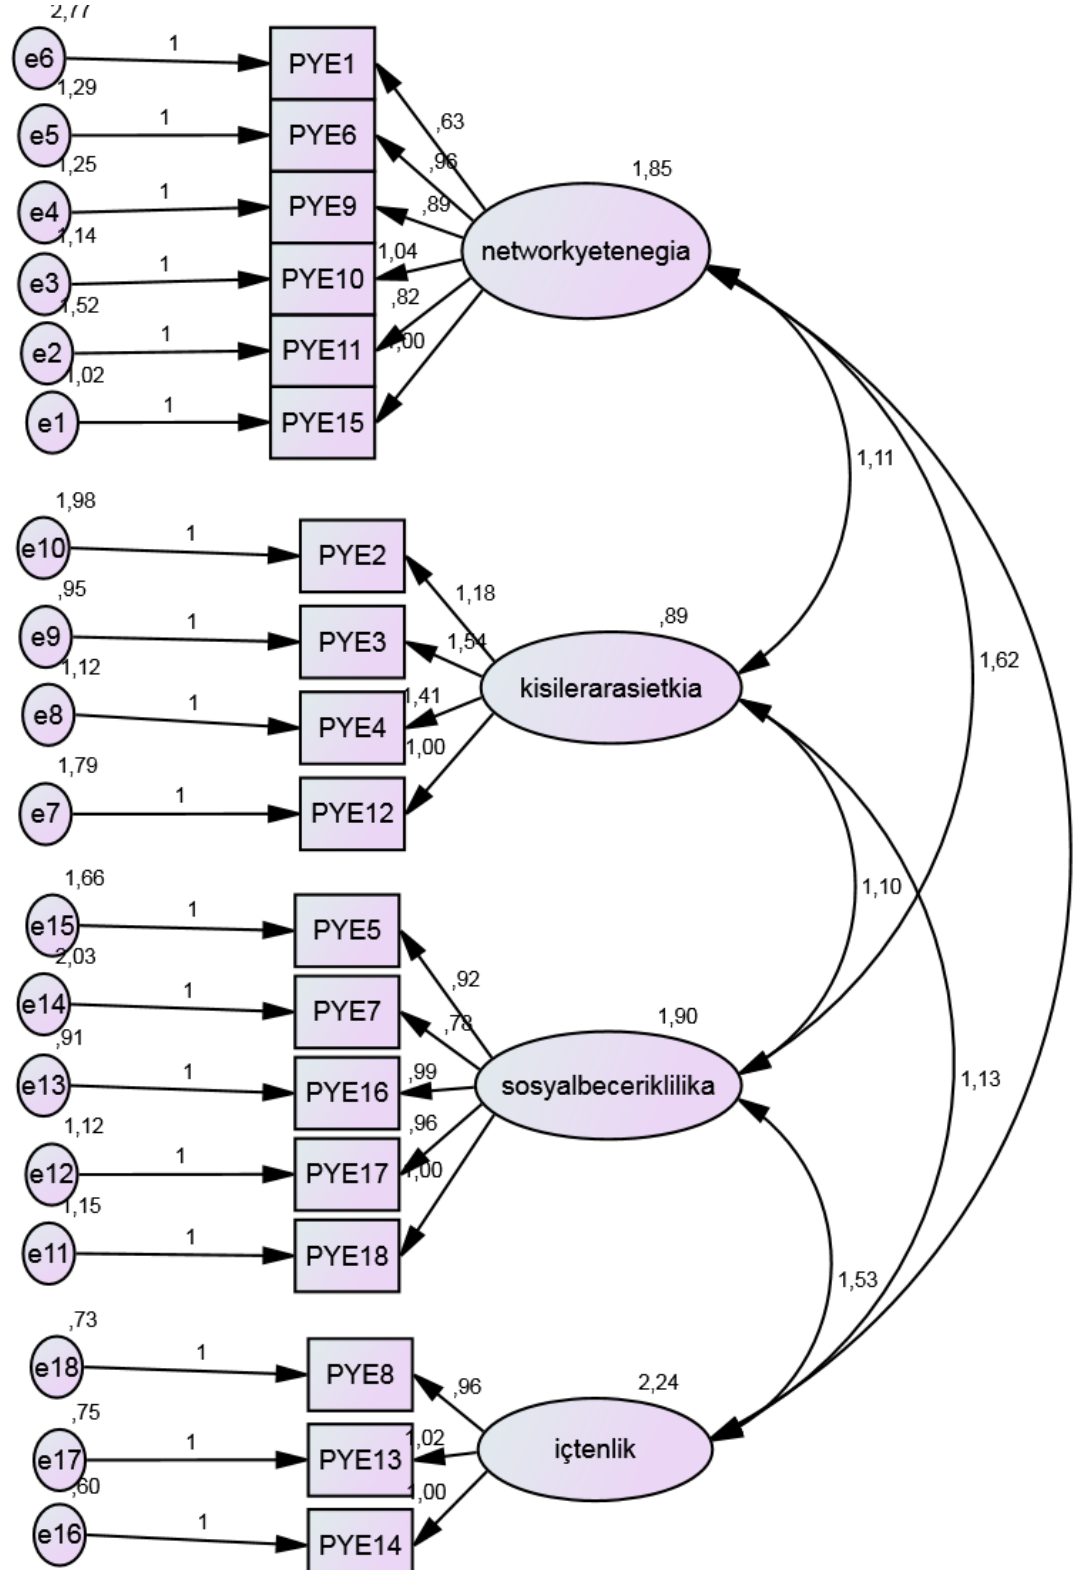 2,77
e6
1
PYE1
,63
1,29
e5
1
PYE6
,96
1,85
1,25
e4
1
PYE9
,89
networkyetenegia
1,14
e3
1
PYE10
1,04
1,52
e2
1
PYE11
,82
1,02
e1
1
PYE15
1,00
1,11
1,98
e10
1
PYE2
1,18
,95
e9
1
PYE3
1,54
,89
kisilerarasietkia
1,62
1,12
e8
1
PYE4
1,41
1,79
e7
1
PYE12
1,00
1,10
1,66
e15
1
PYE5
,92
2,03
e14
1
PYE7
,78
1,90
,91
e13
1
PYE16
,99
sosyalbeceriklilika
1,13
1,12
e12
1
PYE17
,96
1,15
e11
1
PYE18
1,00
1,53
,73
e18
1
PYE8
,96
2,24
,75
e17
1
PYE13
1,02
içtenlik
,60
e16
1
PYE14
1,00